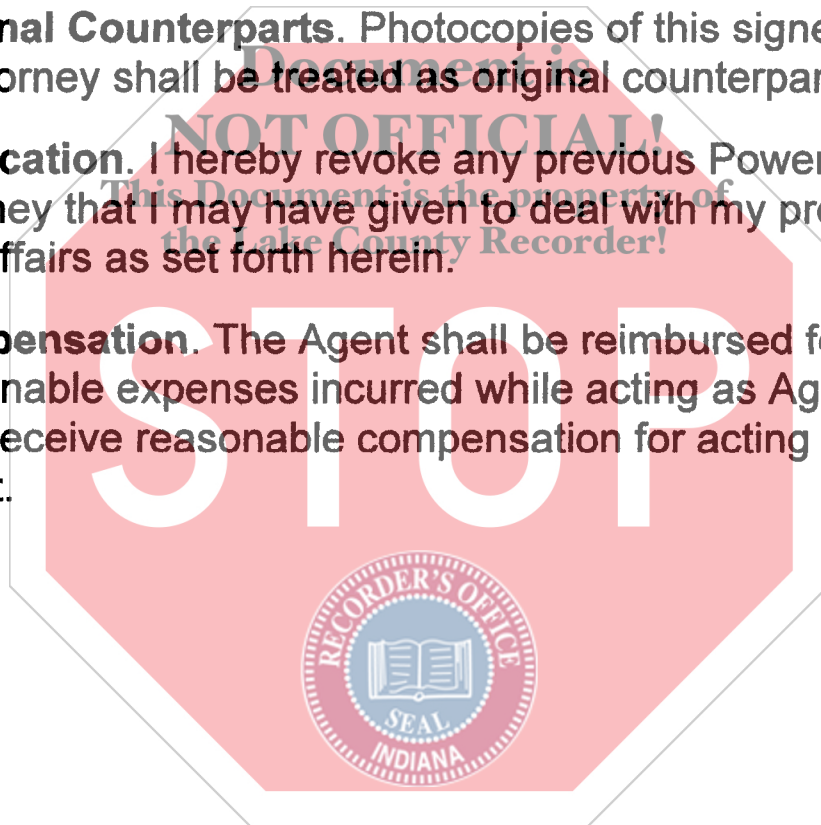 nal Counterparts. Photocopies of this signe
orney shall be treated as original counterpar
Document is
NOT OFFICIAL!
cation. I hereby revoke any previous Power
This Document is the property of
ney that I may have given to deal with my pr
the Lake County Recorder!
ffairs as set forth herein.
pensation. The Agent shall be reimbursed f
nable expenses incurred while acting as Ag
eceive reasonable compensation for acting
t.
STOP
RECORDER'S OFFICE
SEAL
INDIANA